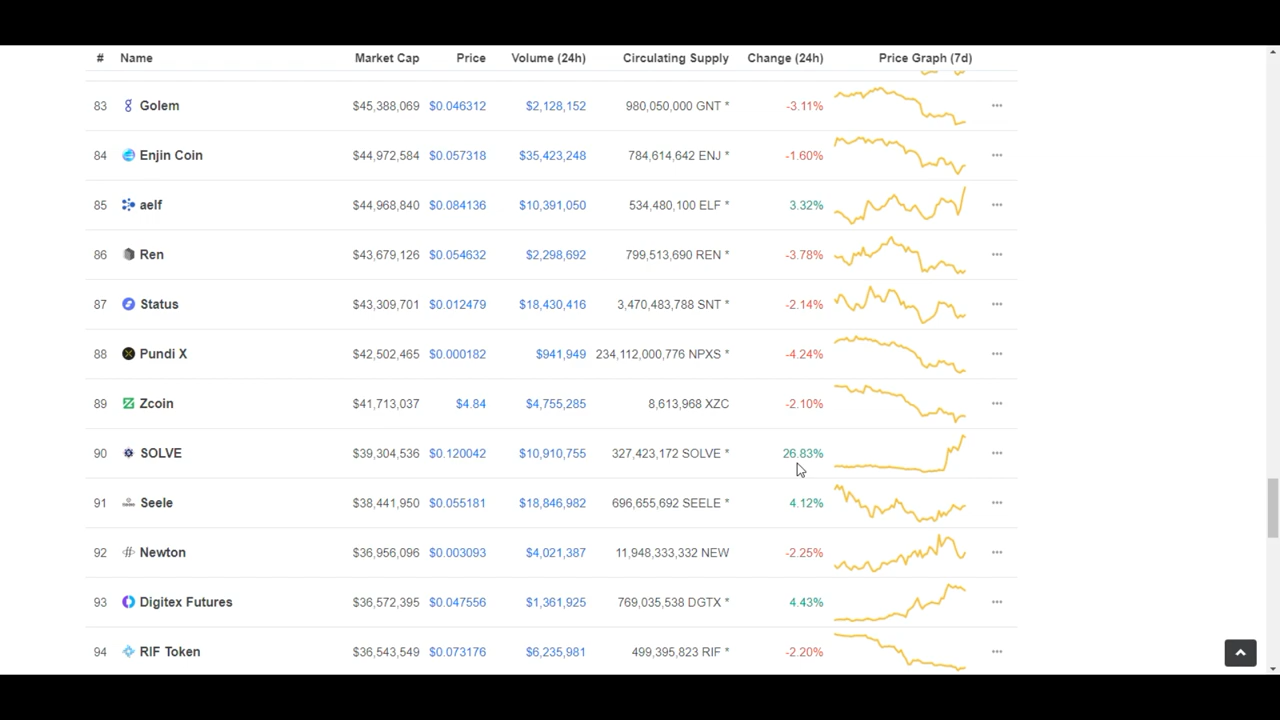 # Name Market Cap Price Volume (24h) Circulating Supply Change (24h) Price Graph (7d)
83 Golem $45,388,069 $0.046312 $2,128,152 980,050,000 GNT * -3.11%
84 Enjin Coin $44,972,584 $0.057318 $35,423,248 784,614,642 ENJ * -1.60%
85 aelf $44,968,840 $0.084136 $10,391,050 534,480,100 ELF * 3.32%
86 Ren $43,679,126 $0.054632 $2,298,692 799,513,690 REN * -3.78%
87 Status $43,309,701 $0.012479 $18,430,416 3,470,483,788 SNT * -2.14%
88 Pundi X $42,502,465 $0.000182 $941,949 234,112,000,776 NPXS * -4.24%
89 Zcoin $41,713,037 $4.84 $4,755,285 8,613,968 XZC -2.10%
90 SOLVE $39,304,536 $0.120042 $10,910,755 327,423,172 SOLVE * 26.83%
91 Seele $38,441,950 $0.055181 $18,846,982 696,655,692 SEELE * 4.12%
92 Newton $36,956,096 $0.003093 $4,021,387 11,948,333,332 NEW -2.25%
93 Digitex Futures $36,572,395 $0.047556 $1,361,925 769,035,538 DGTX * 4.43%
94 RIF Token $36,543,549 $0.073176 $6,235,981 499,395,823 RIF * -2.20%